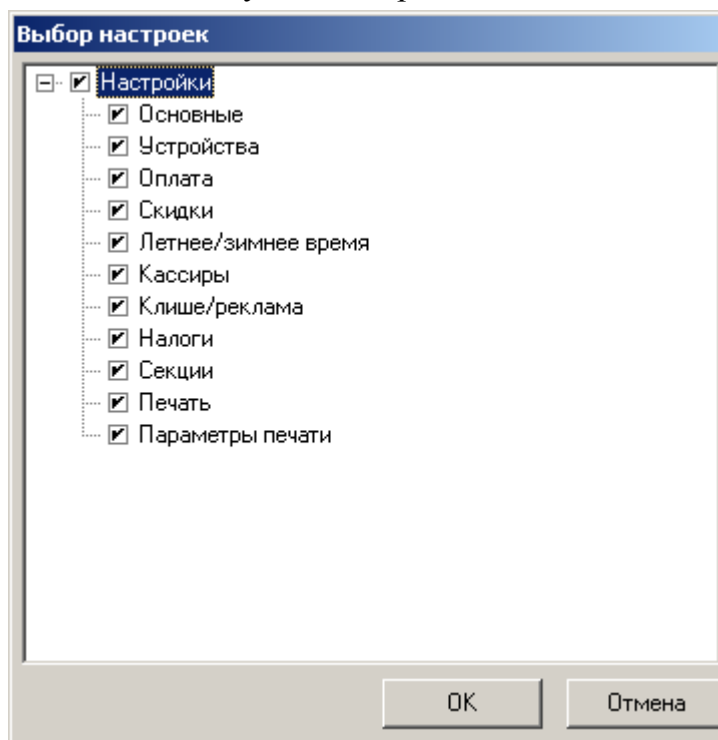 Выбор настроек
Настройки
Основные
Устройства
Оплата
Скидки
Летнее/зимнее время
Кассиры
Клише/реклама
Налоги
Секции
Печать
Параметры печати
OK
Отмена